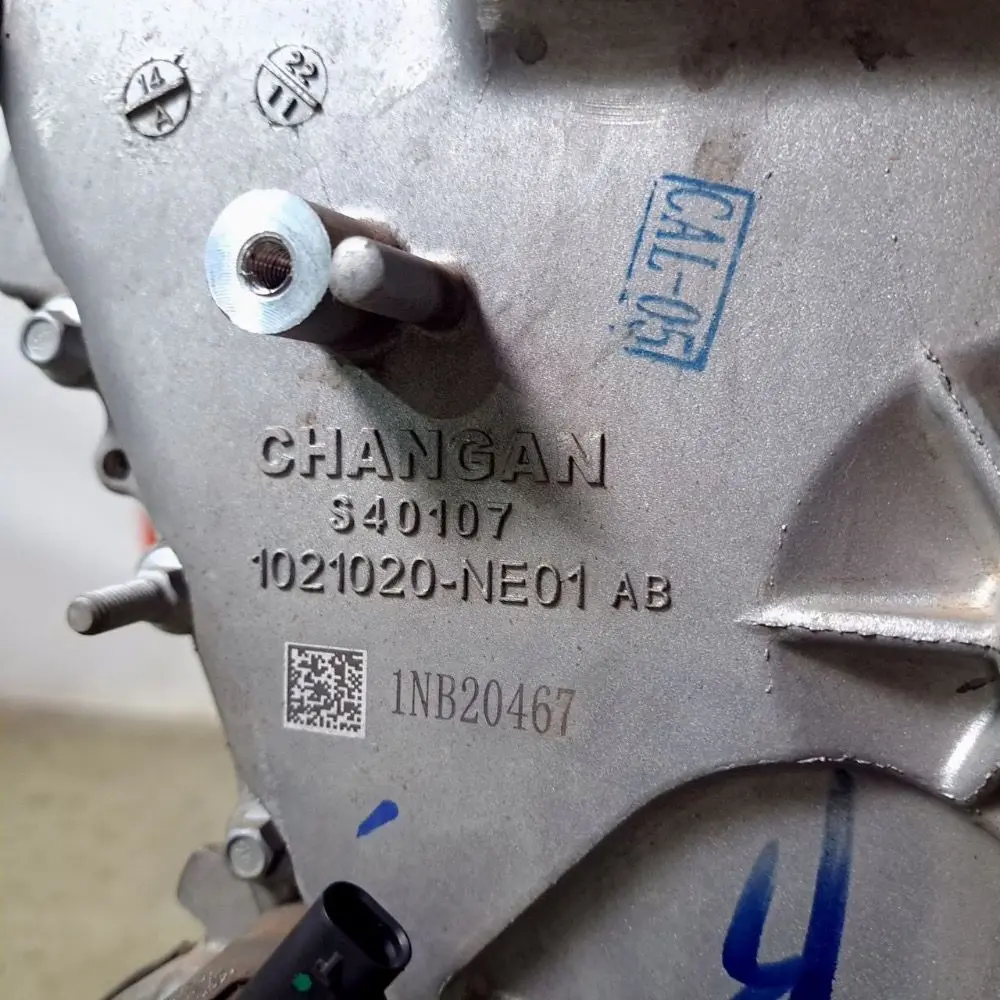 14
A
22
11
CAL-05
CHANGAN
S40107
1021020-NE01 AB
1NB20467